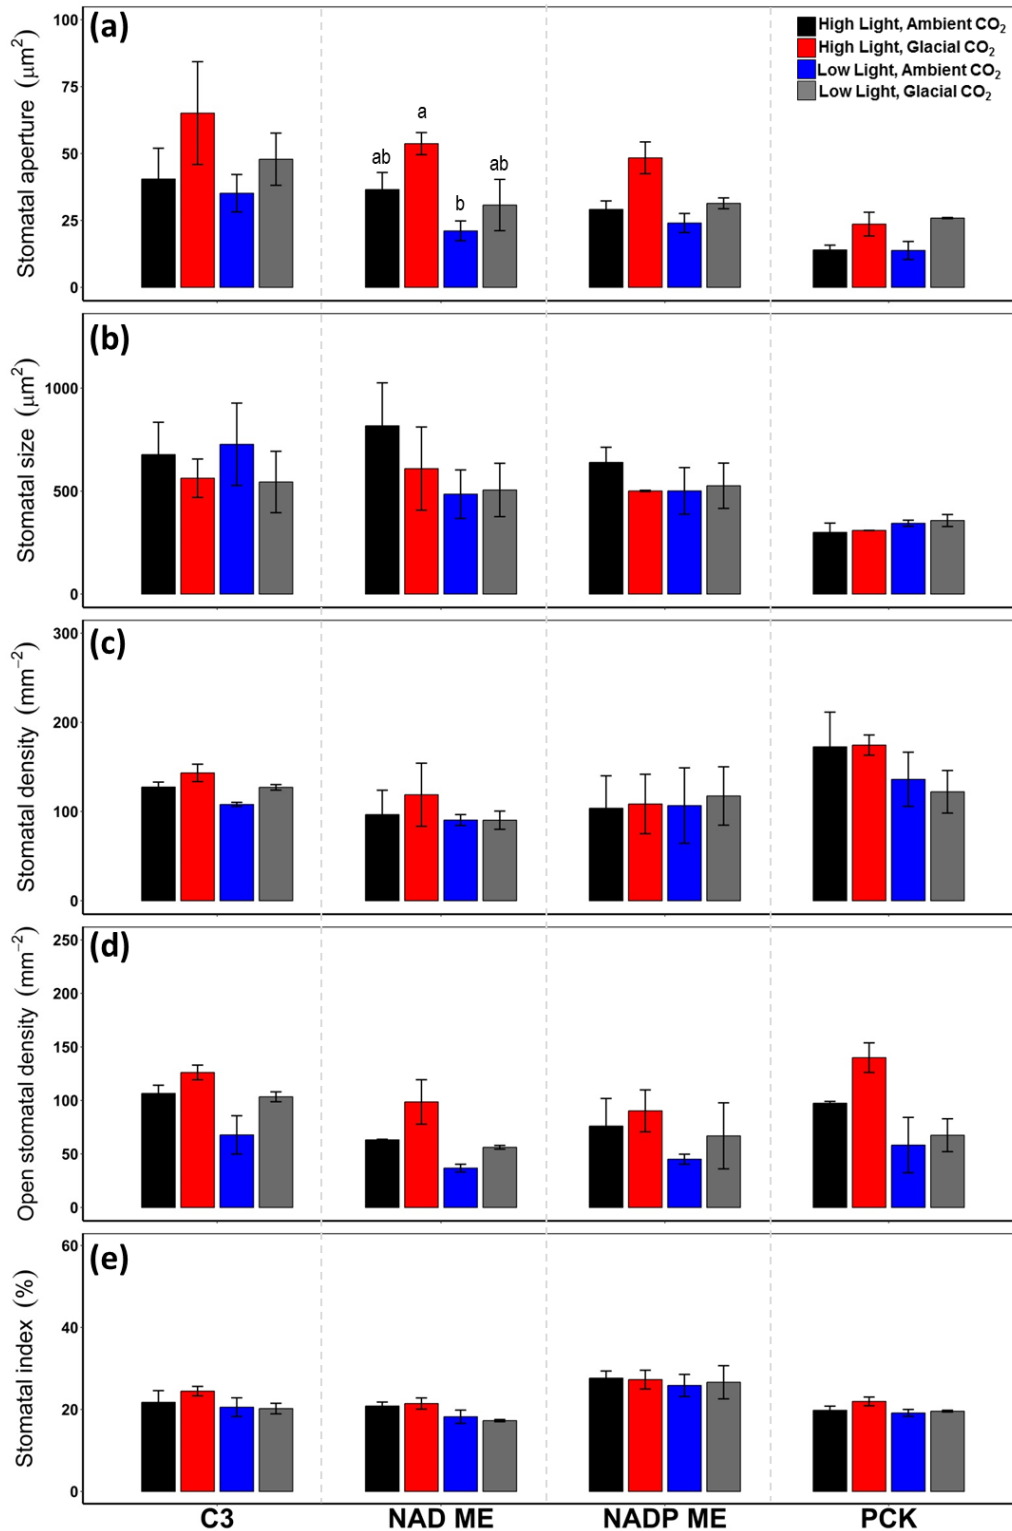 (a)
High Light, Ambient CO₂
High Light, Glacial CO₂
Low Light, Ambient CO₂
Low Light, Glacial CO₂
Stomatal aperture (μm²)
100
75
50
25
0
ab
a
b
ab
(b)
Stomatal size (μm²)
1000
500
0
(c)
Stomatal density (mm⁻²)
300
200
100
0
(d)
Open stomatal density (mm⁻²)
250
200
150
100
50
0
(e)
Stomatal index (%)
60
40
20
0
C3 NAD ME NADP ME PCK